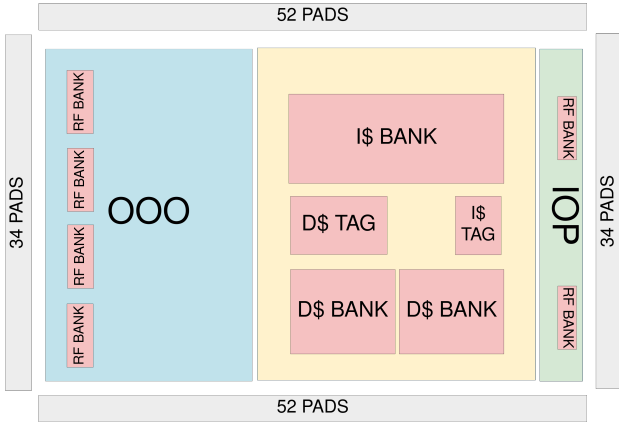 52 PADS
34 PADS
RF BANK
RF BANK
RF BANK
RF BANK
OOO
I$ BANK
D$ TAG
I$
TAG
D$ BANK
D$ BANK
RF BANK
IOP
RF BANK
34 PADS
52 PADS